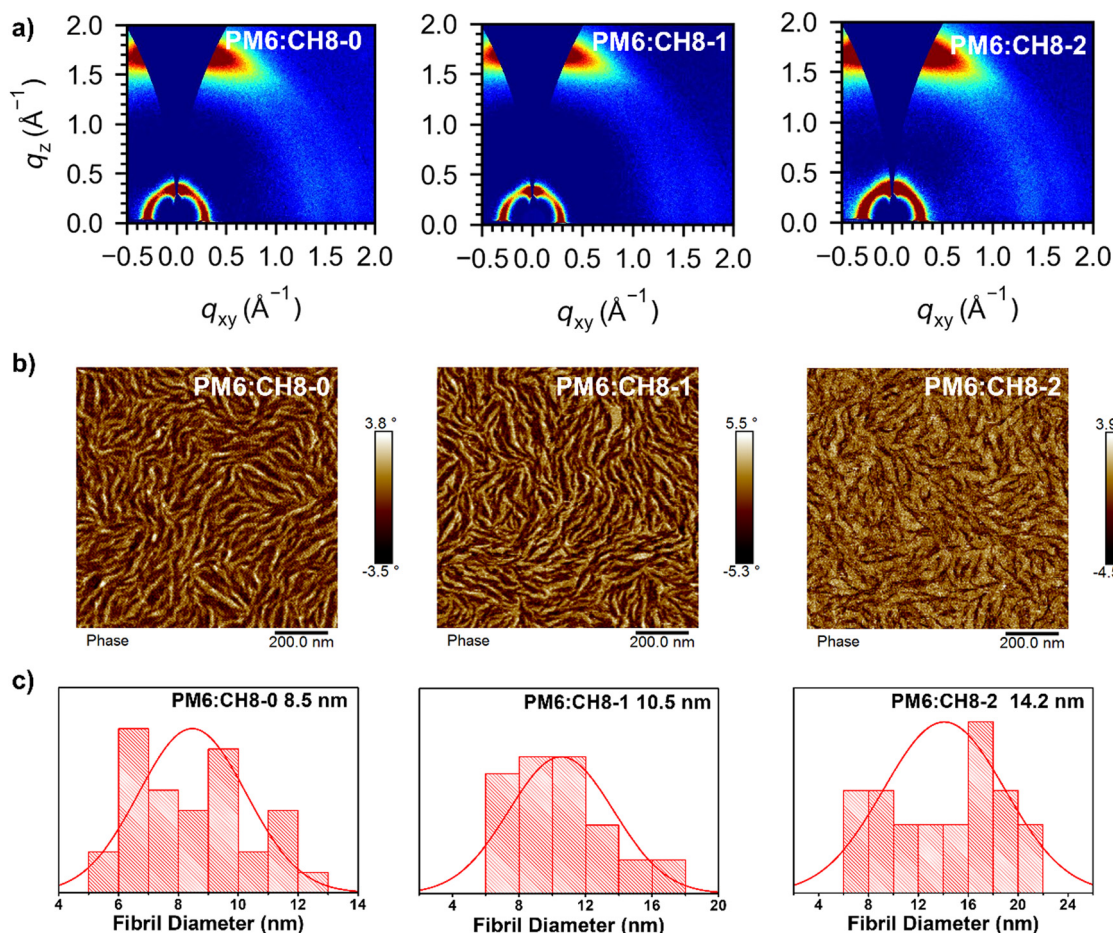 a)
PM6:CH8-0
PM6:CH8-1
PM6:CH8-2
2.0
1.5
1.0
0.5
0.0
qz (Å⁻¹)
−0.5 0.0 0.5 1.0 1.5 2.0
qxy (Å⁻¹)
2.0
1.5
1.0
0.5
0.0
−0.5 0.0 0.5 1.0 1.5 2.0
qxy (Å⁻¹)
2.0
1.5
1.0
0.5
0.0
−0.5 0.0 0.5 1.0 1.5 2.0
qxy (Å⁻¹)
b)
PM6:CH8-0
3.8 °
-3.5 °
Phase
200.0 nm
PM6:CH8-1
5.5 °
-5.3 °
Phase
200.0 nm
PM6:CH8-2
3.9
-4.5
Phase
200.0 nm
c)
PM6:CH8-0 8.5 nm
4 6 8 10 12 14
Fibril Diameter (nm)
PM6:CH8-1 10.5 nm
4 8 12 16 20
Fibril Diameter (nm)
PM6:CH8-2 14.2 nm
4 8 12 16 20 24
Fibril Diameter (nm)